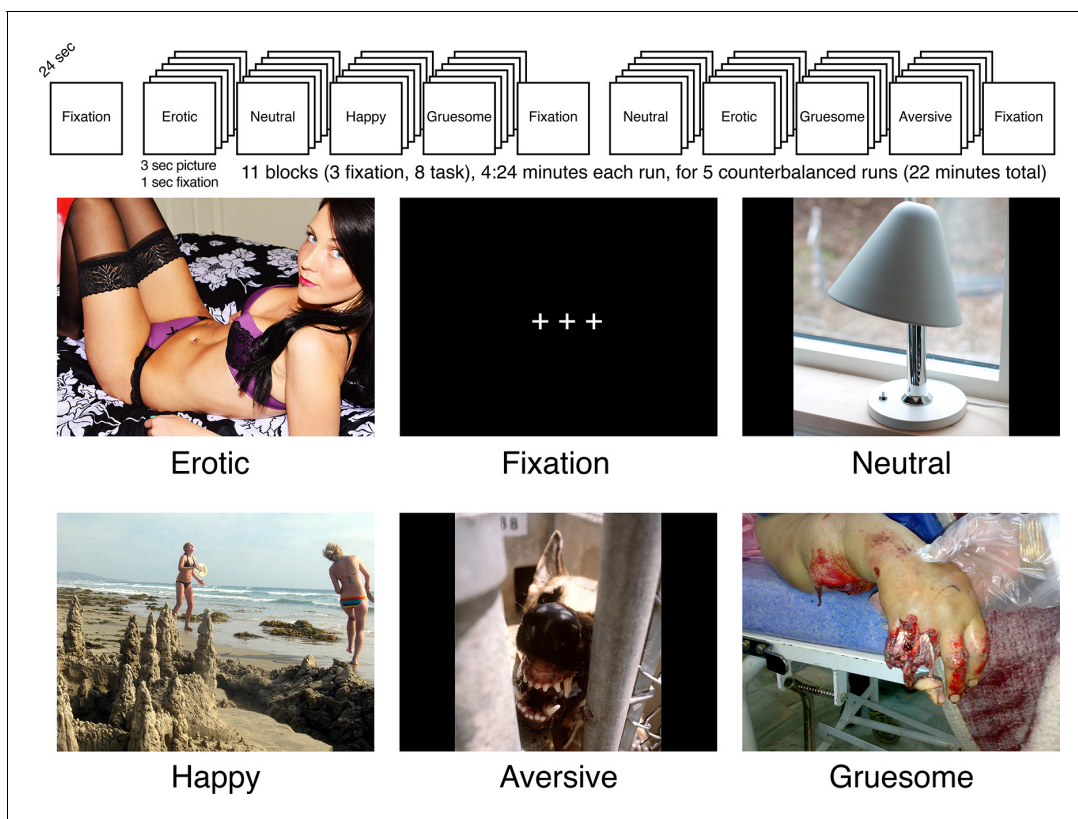 24 sec
Fixation
Erotic
Neutral
Happy
Gruesome
Fixation
Neutral
Erotic
Gruesome
Aversive
Fixation
3 sec picture
1 sec fixation
11 blocks (3 fixation, 8 task), 4:24 minutes each run, for 5 counterbalanced runs (22 minutes total)
+ + +
Erotic
Fixation
Neutral
88
Happy
Aversive
Gruesome